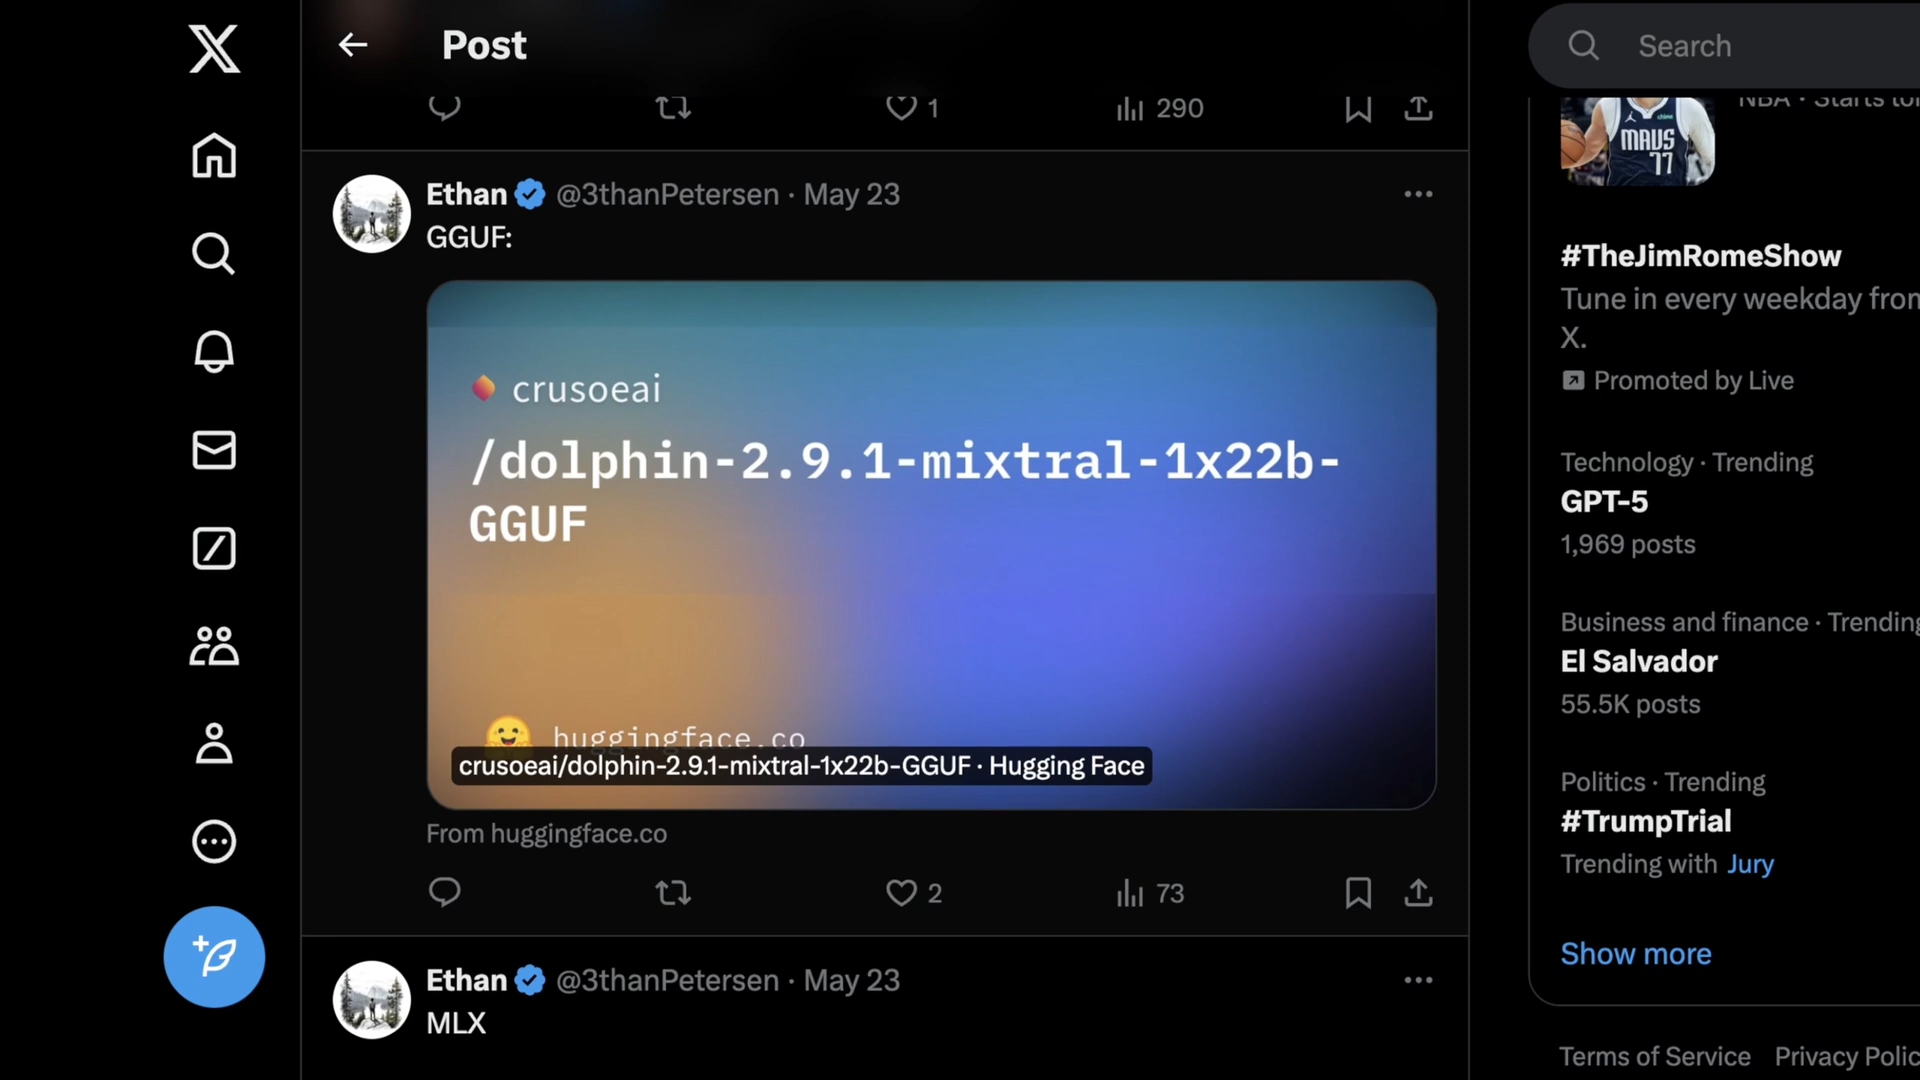 Post
Search
1
290
NBA · Starts
MAVS
77
Ethan @3thanPetersen · May 23
GGUF:
crusoeai
/dolphin-2.9.1-mixtral-1x22b-
GGUF
huggingface.co
crusoeai/dolphin-2.9.1-mixtral-1x22b-GGUF · Hugging Face
From huggingface.co
2
73
Ethan @3thanPetersen · May 23
MLX
#TheJimRomeShow
Tune in every weekday from
X.
Promoted by Live
Technology · Trending
GPT-5
1,969 posts
Business and finance · Trending
El Salvador
55.5K posts
Politics · Trending
#TrumpTrial
Trending with Jury
Show more
Terms of Service Privacy Polic